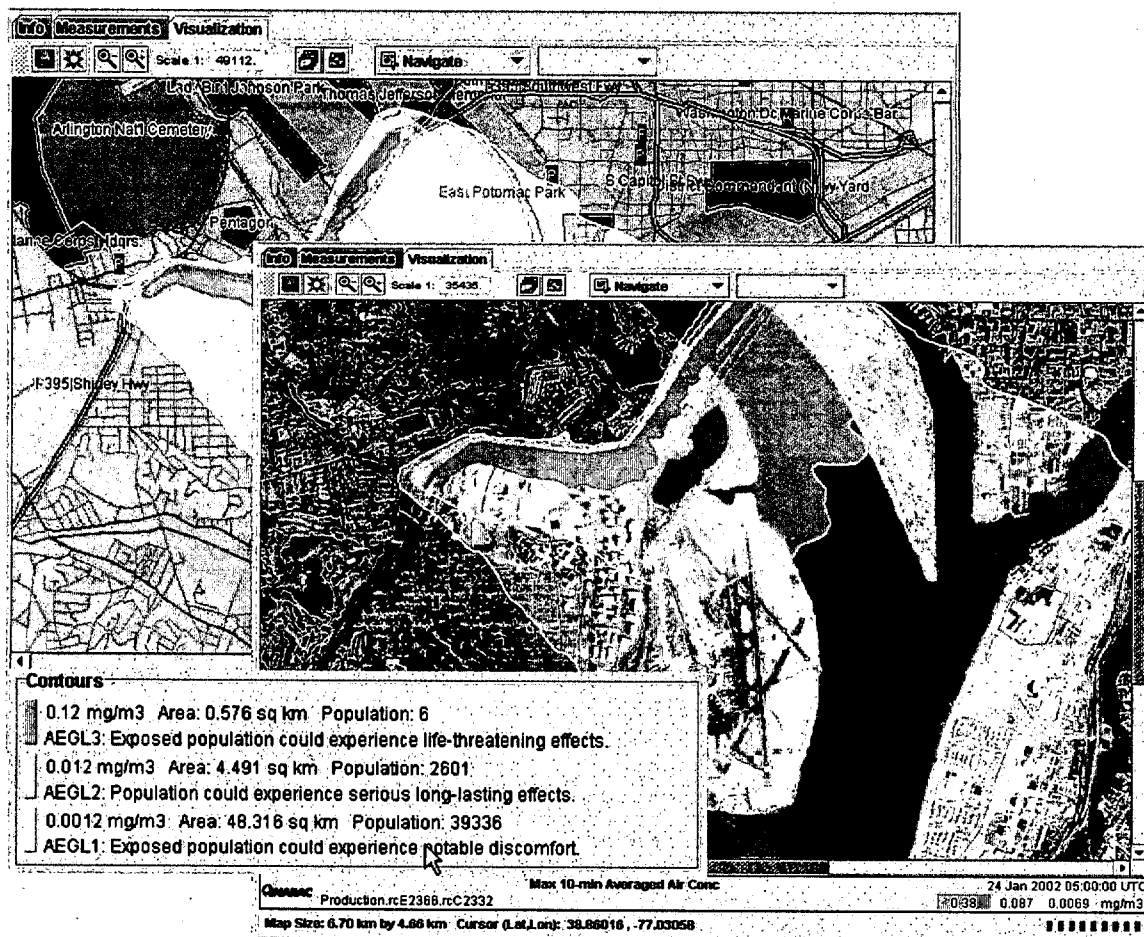 Info Measurements Visualization
Scale 1: 49112. Navigate
Thomas Jefferson
Arlington Nat'l Cemetery
East Potomac Park
Pentagon
I-395|Shirley Hwy
Info Measurements Visualization
Scale 1: 35435. Navigate
Contours
0.12 mg/m3 Area: 0.576 sq km Population: 6
AEGL3: Exposed population could experience life-threatening effects.
0.012 mg/m3 Area: 4.491 sq km Population: 2601
AEGL2: Population could experience serious long-lasting effects.
0.0012 mg/m3 Area: 48.316 sq km Population: 39336
AEGL1: Exposed population could experience notable discomfort.
Max 10-min Averaged Air Conc
24 Jan 2002 05:00:00 UTC
NARAC
Production.rcE2366.rcC2332
0.38 0.087 0.0069 mg/m3
Map Size: 6.70 km by 4.66 km Cursor (Lat,Lon): 38.86016 , -77.03058